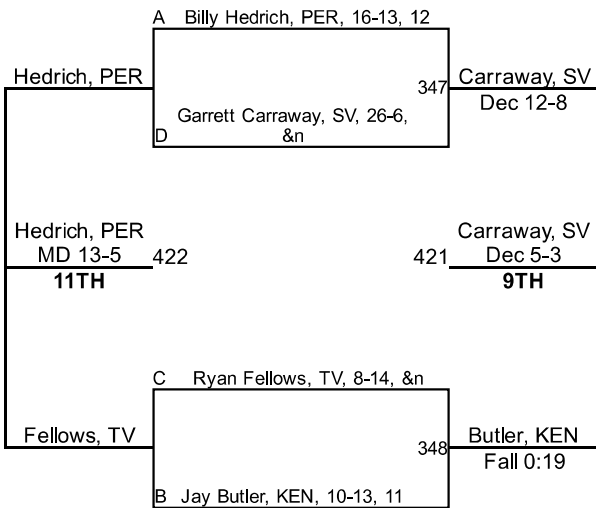 A Billy Hedrich, PER, 16-13, 12
Hedrich, PER
347
Carraway, SV
Dec 12-8
Garrett Carraway, SV, 26-6,
D &n
Hedrich, PER
MD 13-5
422
11TH
Carraway, SV
421
Dec 5-3
9TH
C Ryan Fellows, TV, 8-14, &n
Fellows, TV
348
Butler, KEN
Fall 0:19
B Jay Butler, KEN, 10-13, 11